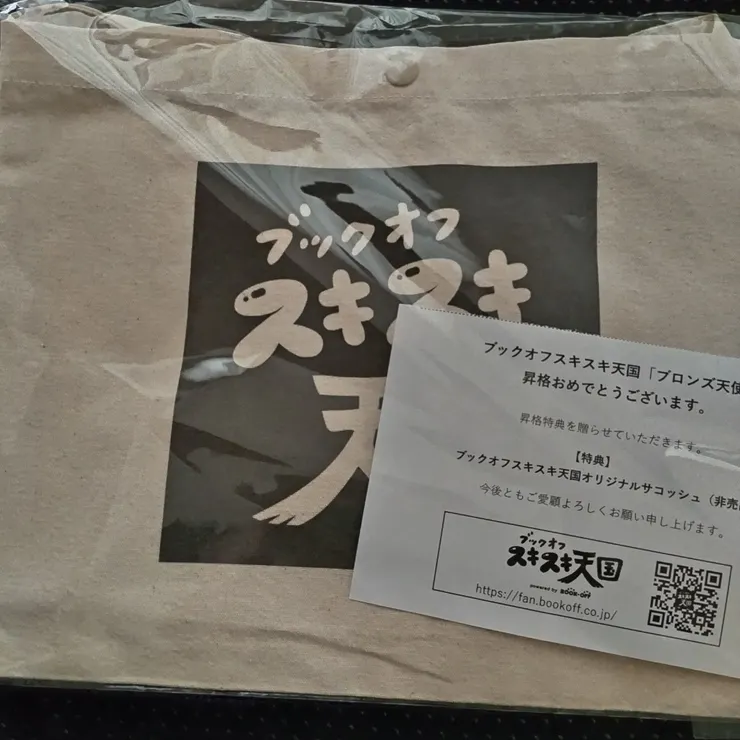 ブックオフ
スキスキ
ブックオフスキスキ天国「ブロンズ天使
昇格おめでとうございます。
昇格特典を贈らせていただきます。
【特典】
ブックオフスキスキ天国オリジナルサコッシュ（非売
今後ともご愛顧よろしくお願い申し上げます。
ブックオフ
スキスキ天国
powered by BOOK-OFF
https://fan.bookoff.co.jp/